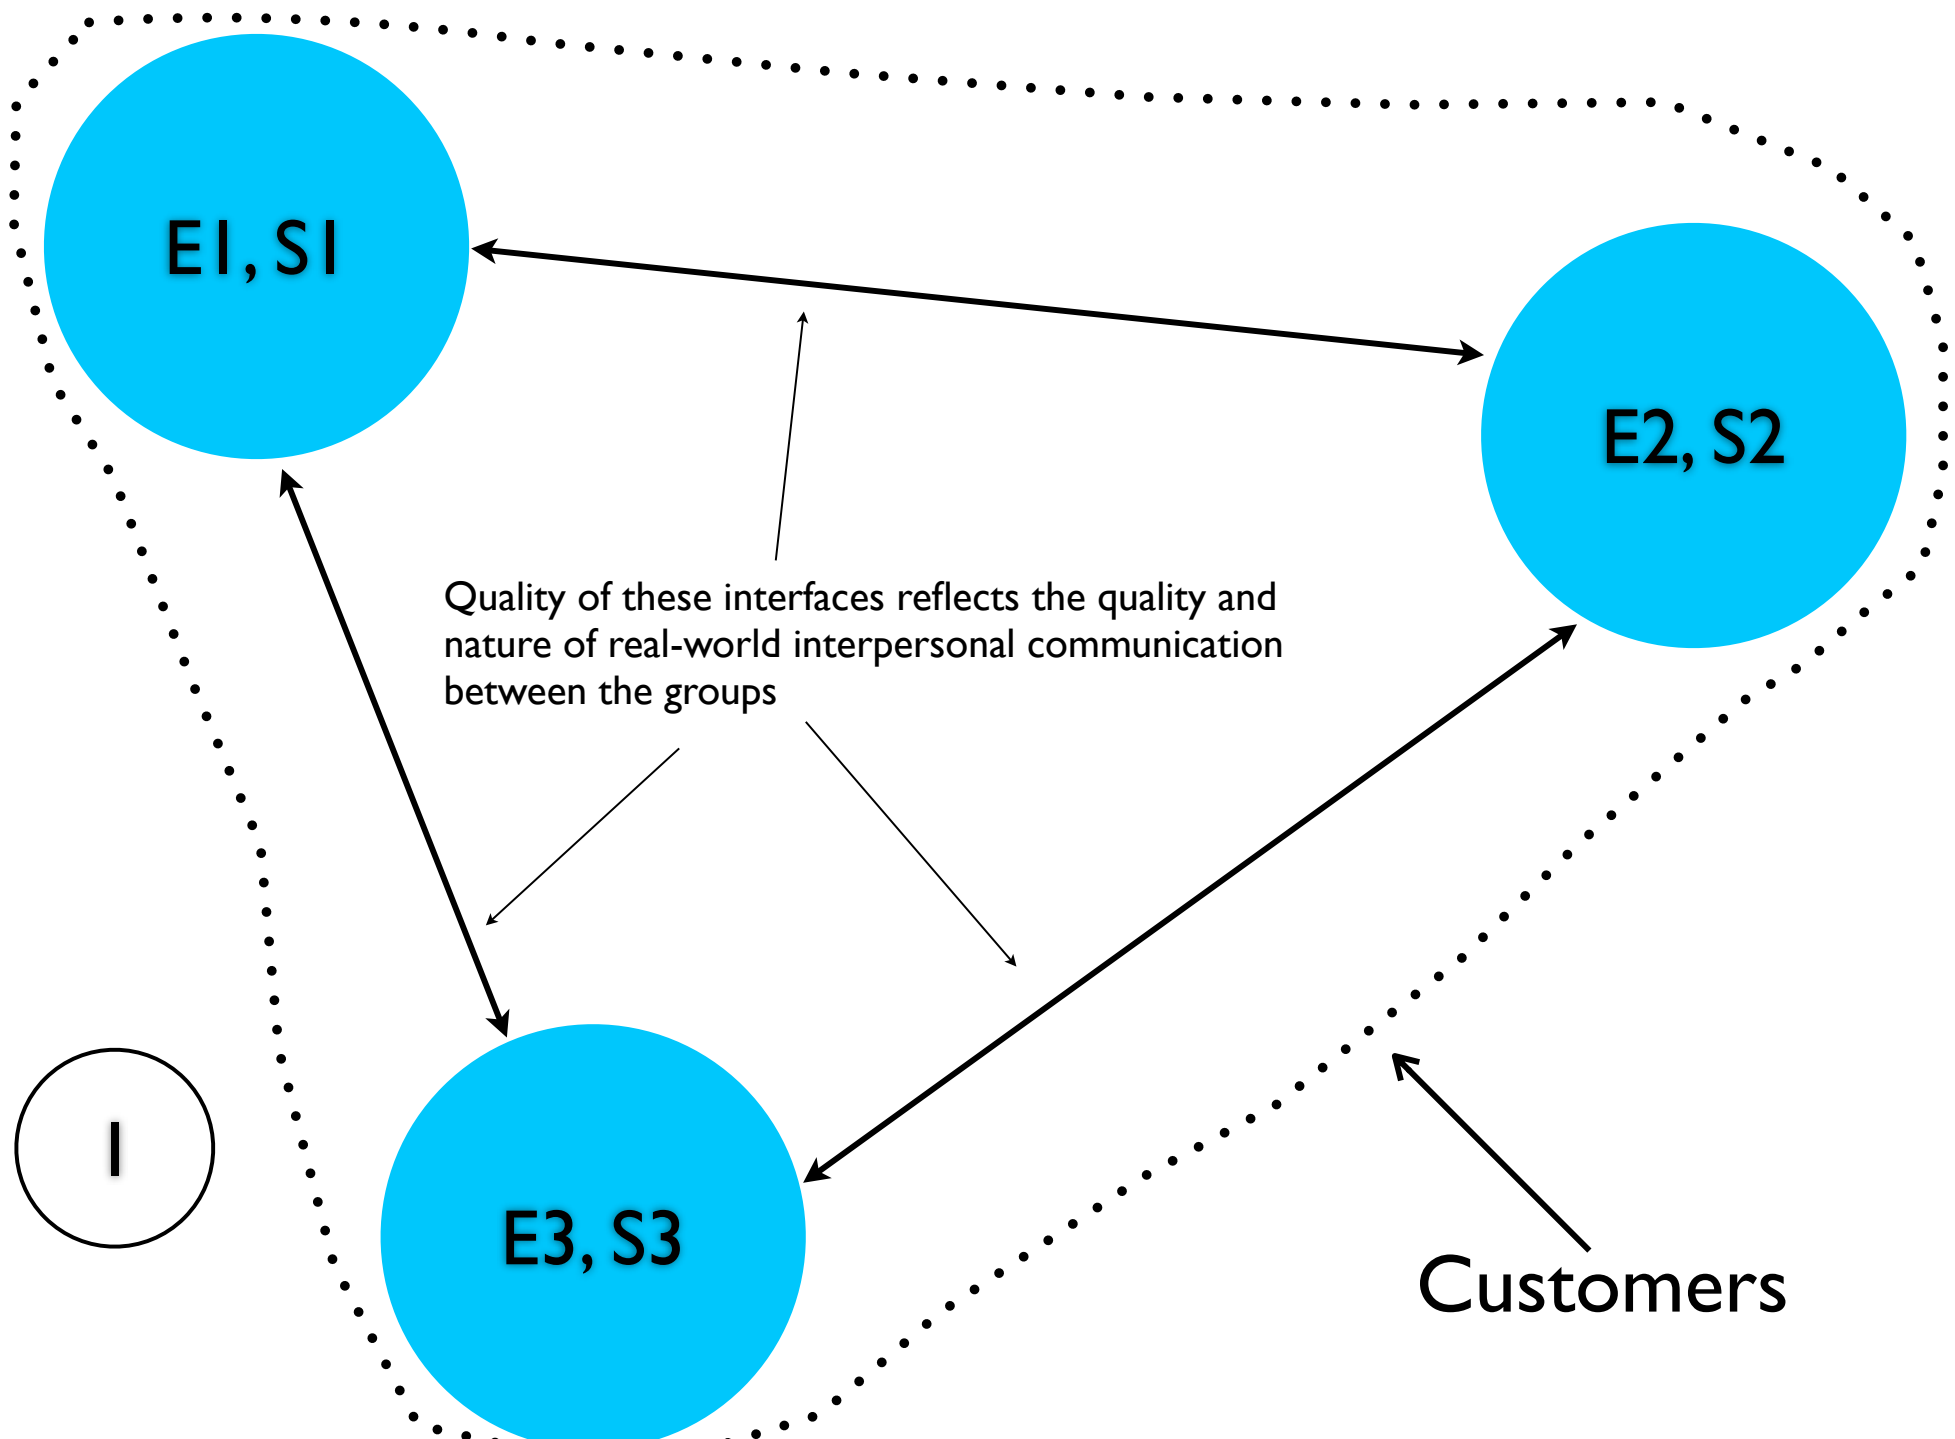 E1, S1
E2, S2
Quality of these interfaces reflects the quality and
nature of real-world interpersonal communication
between the groups
1
E3, S3
Customers